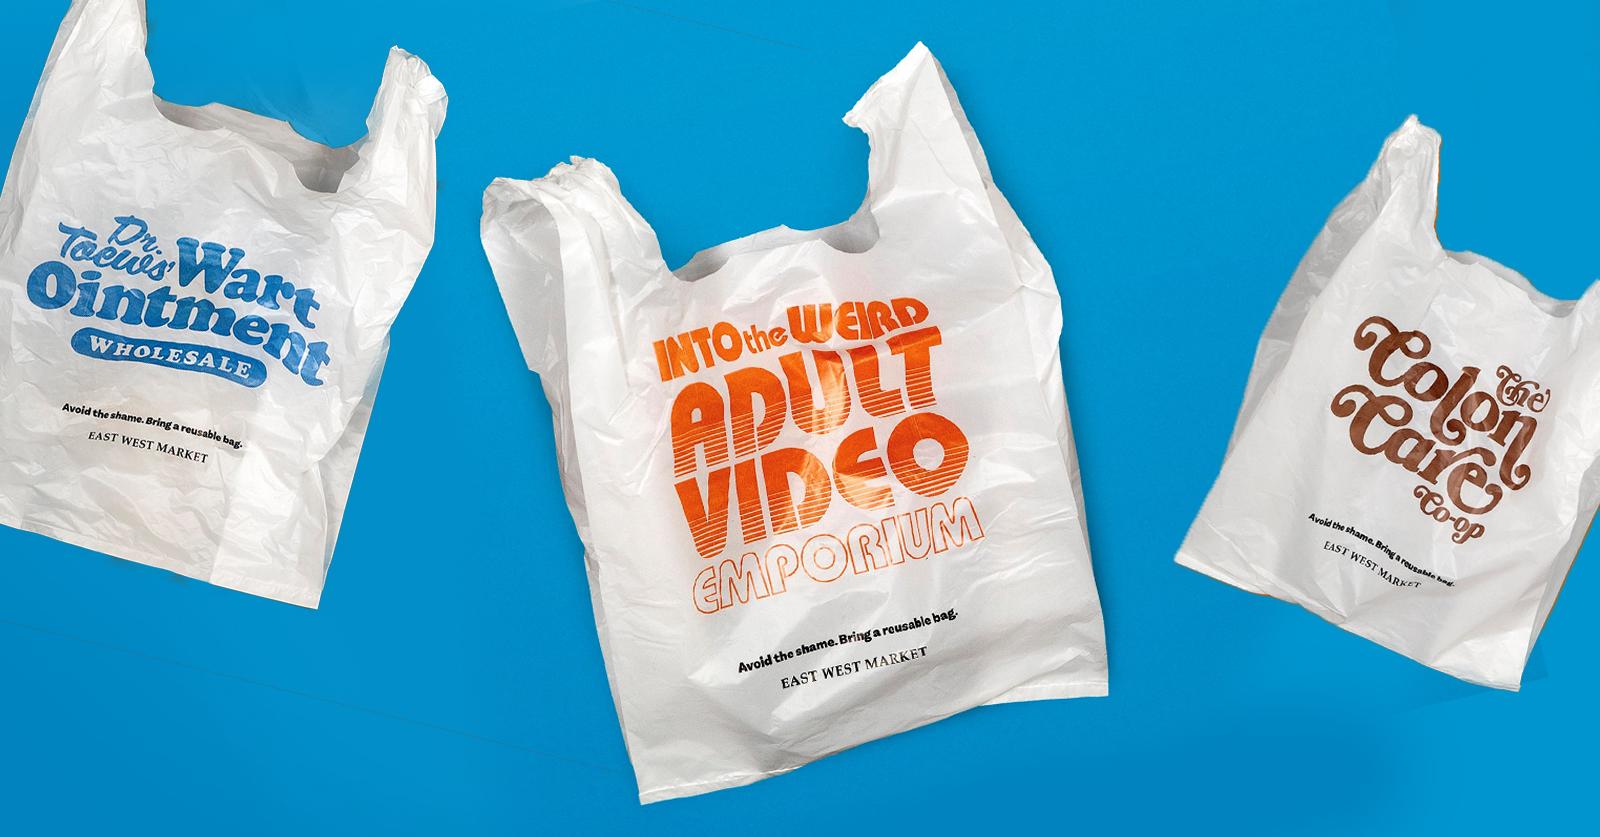 Dr.
Toews' Wart
Ointment
WHOLESALE
Avoid the shame. Bring a reusable bag.
EAST WEST MARKET
INTO the WEIRD
ADULT
VIDEO
EMPORIUM
Avoid the shame. Bring a reusable bag.
EAST WEST MARKET
The
Colon
Care
Co-op
Avoid the shame. Bring a reusable bag.
EAST WEST MARKET